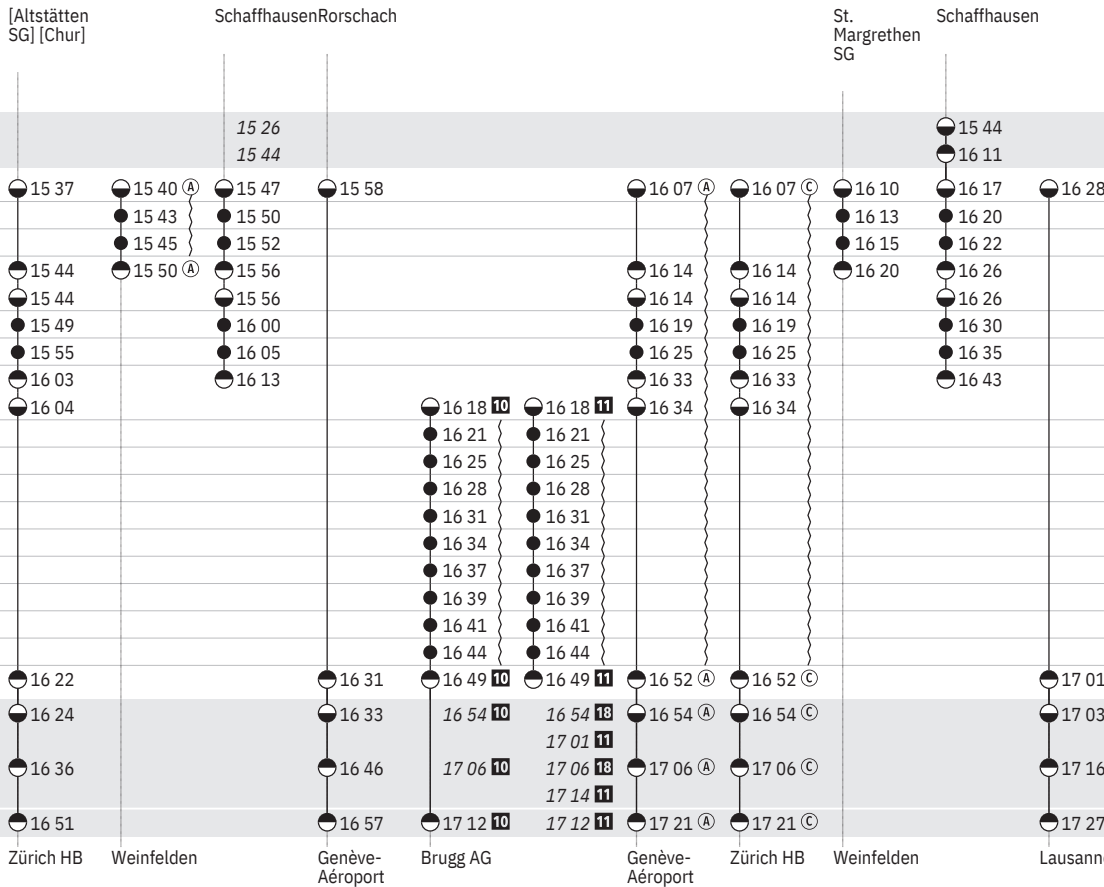 [Altstätten SchaffhausenRorschach St. Schaffhausen
SG] [Chur] Margrethen
SG
15 26 15 44
15 44 16 11
15 37 15 40 Ⓐ 15 47 15 58 16 07 Ⓐ 16 07 Ⓒ 16 10 16 17 16 28
15 43 15 50 16 13 16 20
15 45 15 52 16 15 16 22
15 44 15 50 Ⓐ 15 56 16 14 16 14 16 20 16 26
15 44 15 56 16 14 16 14 16 26
15 49 16 00 16 19 16 19 16 30
15 55 16 05 16 25 16 25 16 35
16 03 16 13 16 33 16 33 16 43
16 04 16 18 10 16 18 11 16 34 16 34
16 21 16 21
16 25 16 25
16 28 16 28
16 31 16 31
16 34 16 34
16 37 16 37
16 39 16 39
16 41 16 41
16 44 16 44
16 22 16 31 16 49 10 16 49 11 16 52 Ⓐ 16 52 Ⓒ 17 01
16 24 16 33 16 54 10 16 54 18 16 54 Ⓐ 16 54 Ⓒ 17 03
17 01 11
16 36 16 46 17 06 10 17 06 18 17 06 Ⓐ 17 06 Ⓒ 17 16
17 14 11
16 51 16 57 17 12 10 17 12 11 17 21 Ⓐ 17 21 Ⓒ 17 27
Zürich HB Weinfelden Genève- Brugg AG Genève- Zürich HB Weinfelden Lausanne
Aéroport Aéroport